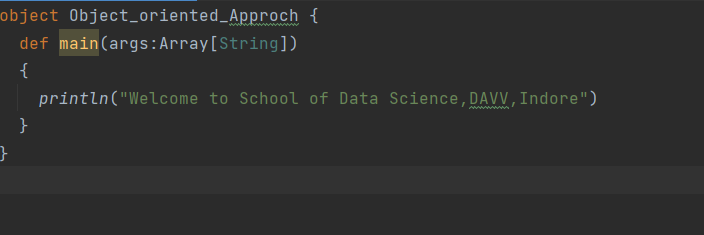 object Object_oriented_Approch {
  def main(args:Array[String])
  {
    println("Welcome to School of Data Science,DAVV,Indore")
  }
}